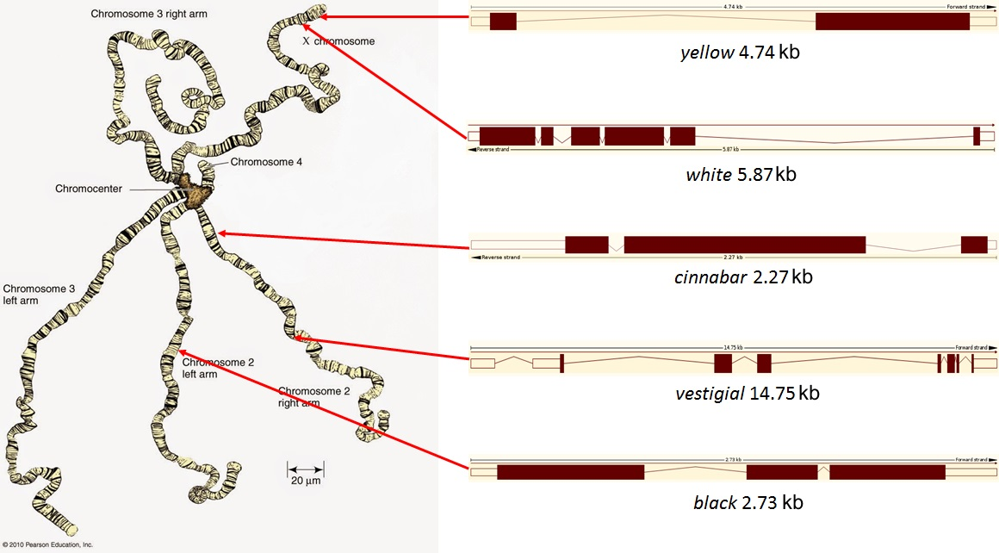 Chromosome 3 right arm
X chromosome
Chromosome 4
Chromocenter
Chromosome 3
left arm
Chromosome 2
left arm
Chromosome 2
right arm
20 µm
© 2010 Pearson Education, Inc.
4.74 kb
Forward strand
yellow 4.74 kb
Reverse strand
5.87 kb
white 5.87kb
Reverse strand
2.27 kb
cinnabar 2.27 kb
14.75 kb
Forward strand
vestigial 14.75 kb
2.73 kb
Forward strand
black 2.73 kb